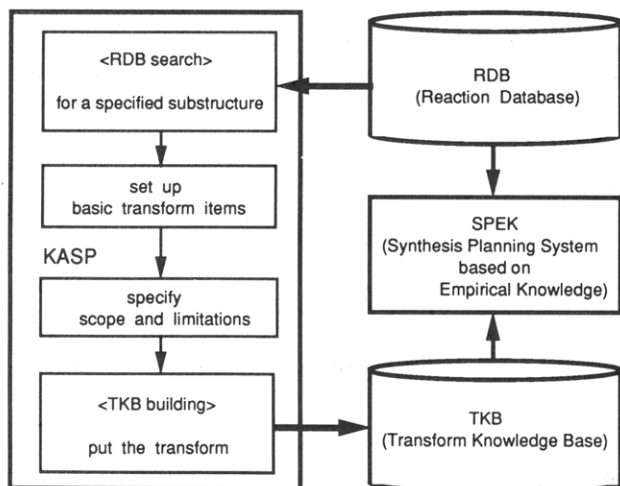 <RDB search>
for a specified substructure
set up
basic transform items
KASP
specify
scope and limitations
<TKB building>
put the transform
RDB
(Reaction Database)
SPEK
(Synthesis Planning System
based on
Empirical Knowledge)
TKB
(Transform Knowledge Base)